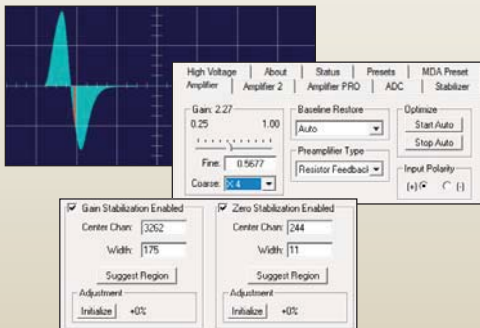 High Voltage About Status Presets MDA Preset
Amplifier Amplifier 2 Amplifier PRO ADC Stabilizer
Gain: 2.27
0.25 1.00
Fine: 0.5677
Coarse: X 4
Baseline Restore
Auto
Preamplifier Type
Resistor Feedback
Optimize
Start Auto
Stop Auto
Input Polarity
(+) (-)
Gain Stabilization Enabled
Center Chan: 3262
Width: 175
Suggest Region
Adjustment
Initialize +0%
Zero Stabilization Enabled
Center Chan: 244
Width: 11
Suggest Region
Adjustment
Initialize +0%